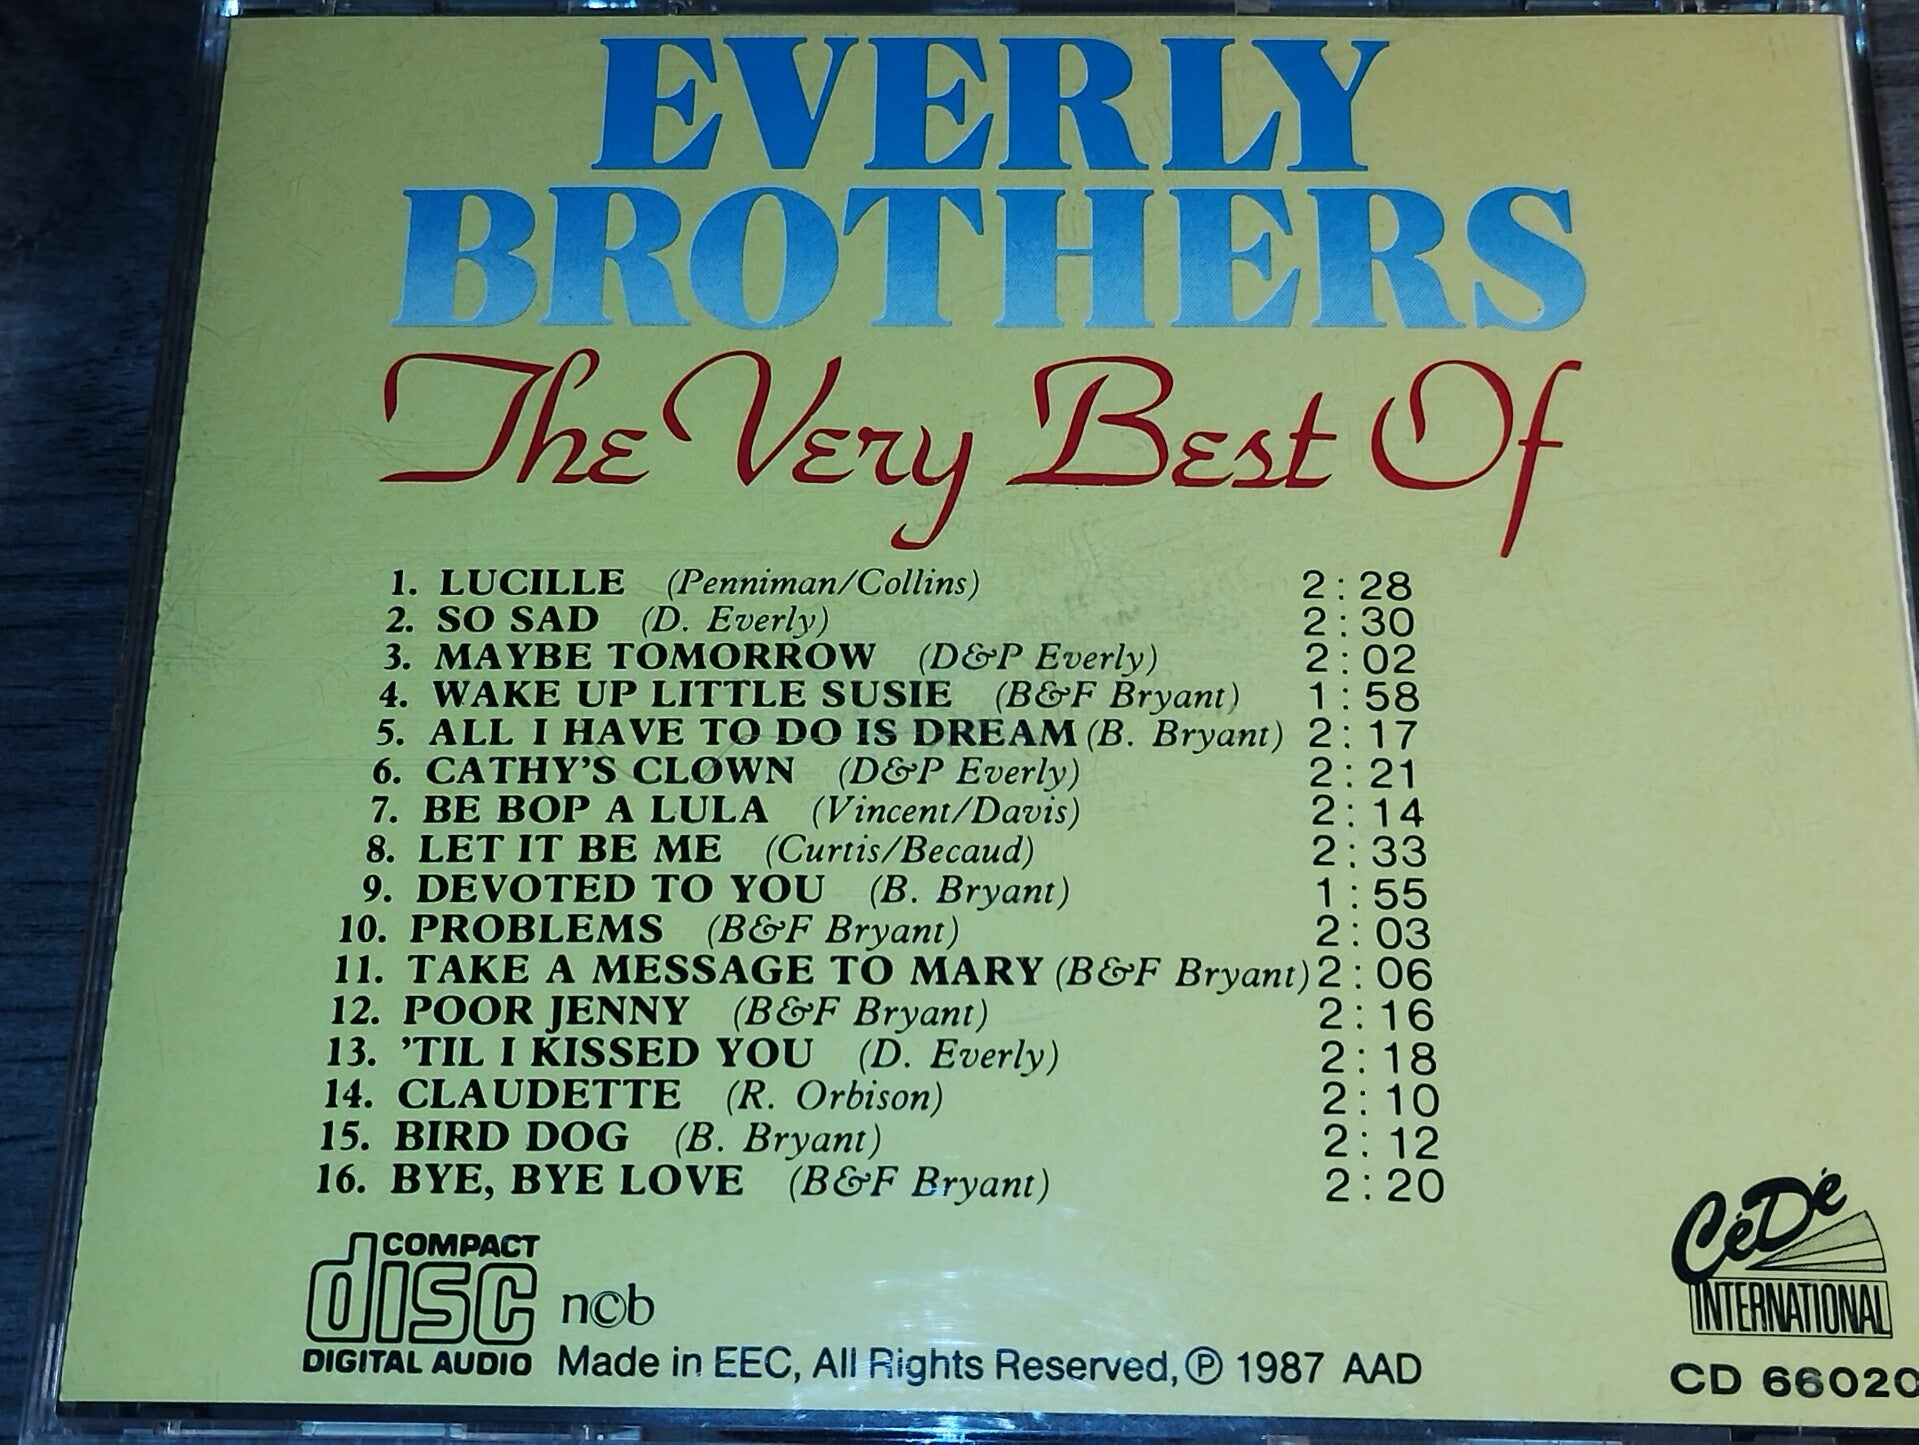 EVERLY
BROTHERS
The Very Best Of
1. LUCILLE (Penniman/Collins) 2:28
2. SO SAD (D. Everly) 2:30
3. MAYBE TOMORROW (D&P Everly) 2:02
4. WAKE UP LITTLE SUSIE (B&F Bryant) 1:58
5. ALL I HAVE TO DO IS DREAM (B. Bryant) 2:17
6. CATHY'S CLOWN (D&P Everly) 2:21
7. BE BOP A LULA (Vincent/Davis) 2:14
8. LET IT BE ME (Curtis/Becaud) 2:33
9. DEVOTED TO YOU (B. Bryant) 1:55
10. PROBLEMS (B&F Bryant) 2:03
11. TAKE A MESSAGE TO MARY (B&F Bryant) 2:06
12. POOR JENNY (B&F Bryant) 2:16
13. 'TIL I KISSED YOU (D. Everly) 2:18
14. CLAUDETTE (R. Orbison) 2:10
15. BIRD DOG (B. Bryant) 2:12
16. BYE, BYE LOVE (B&F Bryant) 2:20
COMPACT
disc
DIGITAL AUDIO
n©b
Made in EEC, All Rights Reserved, ℗ 1987 AAD
CéDé
INTERNATIONAL
CD 66020